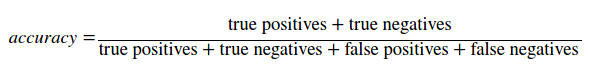 accuracy = true positives + true negatives
true positives + true negatives + false positives + false negatives